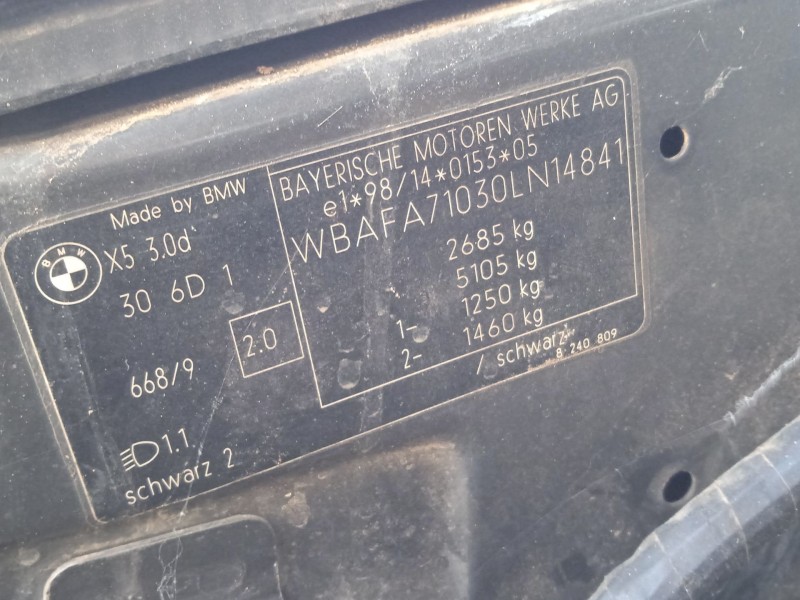 Made by BMW
BMW
X5 3.0d
30 6D 1
668/9
2.0
1.1
schwarz 2
BAYERISCHE MOTOREN WERKE AG
e1*98/14*0153*05
WBAFA71030LN14841
2685 kg
5105 kg
1- 1250 kg
2- 1460 kg
/ schwarz
8 240 809